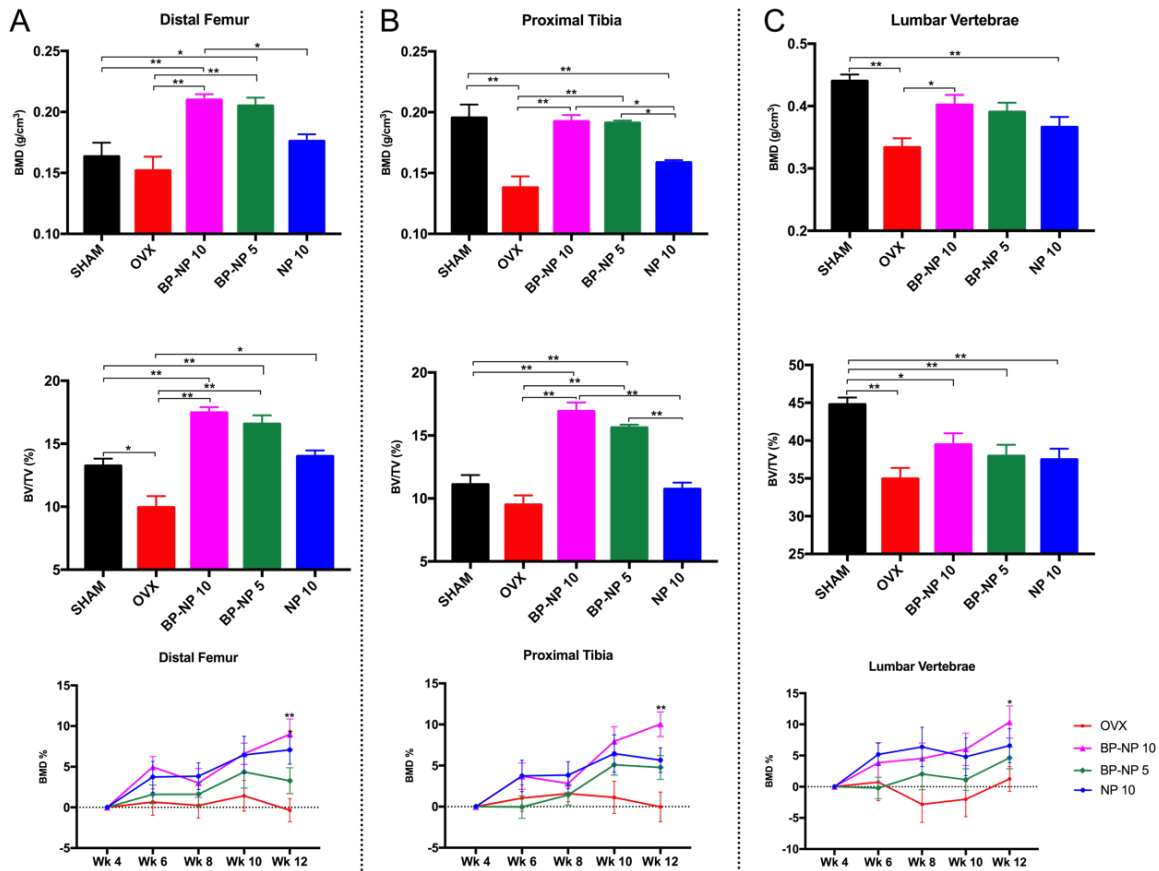 A
Distal Femur
BMD (g/cm³)
0.25
0.20
0.15
0.10
*
*
**
**
**
SHAM
OVX
BP-NP 10
BP-NP 5
NP 10
BV/TV (%)
20
15
10
5
*
**
**
**
**
*
SHAM
OVX
BP-NP 10
BP-NP 5
NP 10
Distal Femur
BMD %
15
10
5
0
-5
**
*
Wk 4
Wk 6
Wk 8
Wk 10
Wk 12
B
Proximal Tibia
BMD (g/cm³)
0.25
0.20
0.15
0.10
**
**
**
**
*
*
SHAM
OVX
BP-NP 10
BP-NP 5
NP 10
BV/TV (%)
20
15
10
5
**
**
**
**
**
**
SHAM
OVX
BP-NP 10
BP-NP 5
NP 10
Proximal Tibia
BMD %
15
10
5
0
-5
**
Wk 4
Wk 6
Wk 8
Wk 10
Wk 12
C
Lumbar Vertebrae
BMD (g/cm³)
0.5
0.4
0.3
0.2
**
**
*
SHAM
OVX
BP-NP 10
BP-NP 5
NP 10
BV/TV (%)
50
45
40
35
30
25
**
**
*
**
SHAM
OVX
BP-NP 10
BP-NP 5
NP 10
Lumbar Vertebrae
BMD %
15
10
5
0
-5
-10
*
Wk 4
Wk 6
Wk 8
Wk 10
Wk 12
OVX
BP-NP 10
BP-NP 5
NP 10